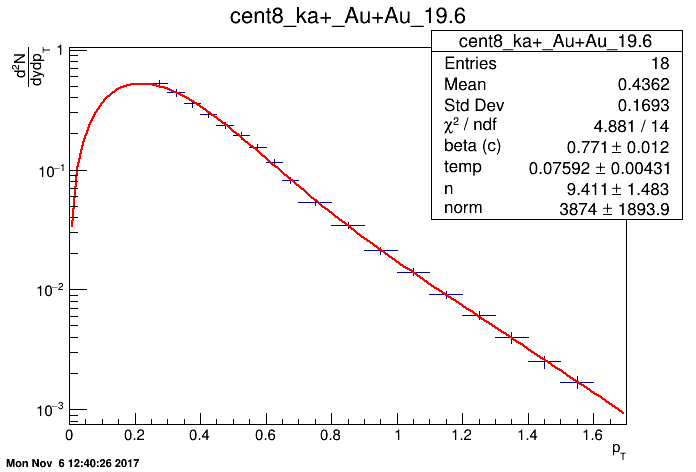 cent8_ka+_Au+Au_19.6
cent8_ka+_Au+Au_19.6
Entries 18
Mean 0.4362
Std Dev 0.1693
χ² / ndf 4.881 / 14
beta (c) 0.771 ± 0.012
temp 0.07592 ± 0.00431
n 9.411 ± 1.483
norm 3874 ± 1893.9
d²N
dydp_T
1
10⁻¹
10⁻²
10⁻³
0 0.2 0.4 0.6 0.8 1 1.2 1.4 1.6
p_T
Mon Nov 6 12:40:26 2017